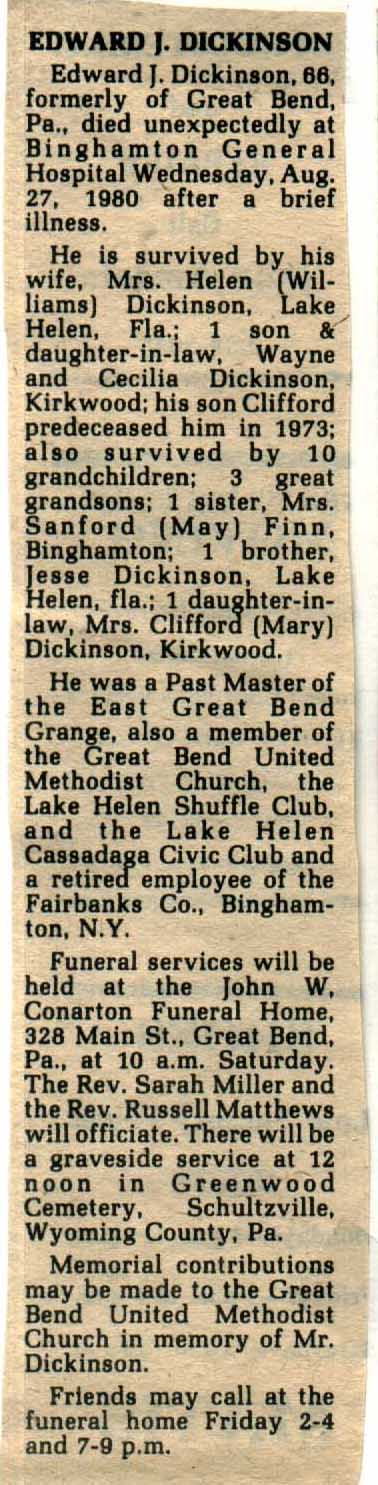 EDWARD J. DICKINSON
Edward J. Dickinson, 66,
formerly of Great Bend,
Pa., died unexpectedly at
Binghamton General
Hospital Wednesday, Aug.
27, 1980 after a brief
illness.
He is survived by his
wife, Mrs. Helen (Wil-
liams) Dickinson, Lake
Helen, Fla.; 1 son &
daughter-in-law, Wayne
and Cecilia Dickinson,
Kirkwood; his son Clifford
predeceased him in 1973;
also survived by 10
grandchildren; 3 great
grandsons; 1 sister, Mrs.
Sanford (May) Finn,
Binghamton; 1 brother,
Jesse Dickinson, Lake
Helen, fla.; 1 daughter-in-
law, Mrs. Clifford (Mary)
Dickinson, Kirkwood.
He was a Past Master of
the East Great Bend
Grange, also a member of
the Great Bend United
Methodist Church, the
Lake Helen Shuffle Club,
and the Lake Helen
Cassadaga Civic Club and
a retired employee of the
Fairbanks Co., Bingham-
ton, N.Y.
Funeral services will be
held at the John W,
Conarton Funeral Home,
328 Main St., Great Bend,
Pa., at 10 a.m. Saturday.
The Rev. Sarah Miller and
the Rev. Russell Matthews
will officiate. There will be
a graveside service at 12
noon in Greenwood
Cemetery, Schultzville,
Wyoming County, Pa.
Memorial contributions
may be made to the Great
Bend United Methodist
Church in memory of Mr.
Dickinson.
Friends may call at the
funeral home Friday 2-4
and 7-9 p.m.